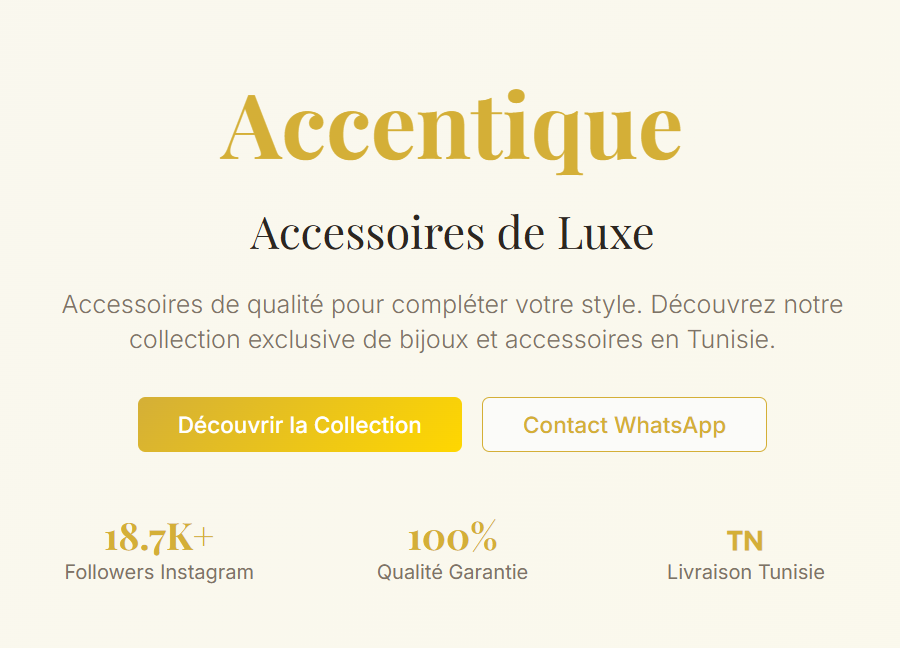 Accentique
Accessoires de Luxe
Accessoires de qualité pour compléter votre style. Découvrez notre
collection exclusive de bijoux et accessoires en Tunisie.
Découvrir la Collection
Contact WhatsApp
18.7K+
Followers Instagram
100%
Qualité Garantie
TN
Livraison Tunisie